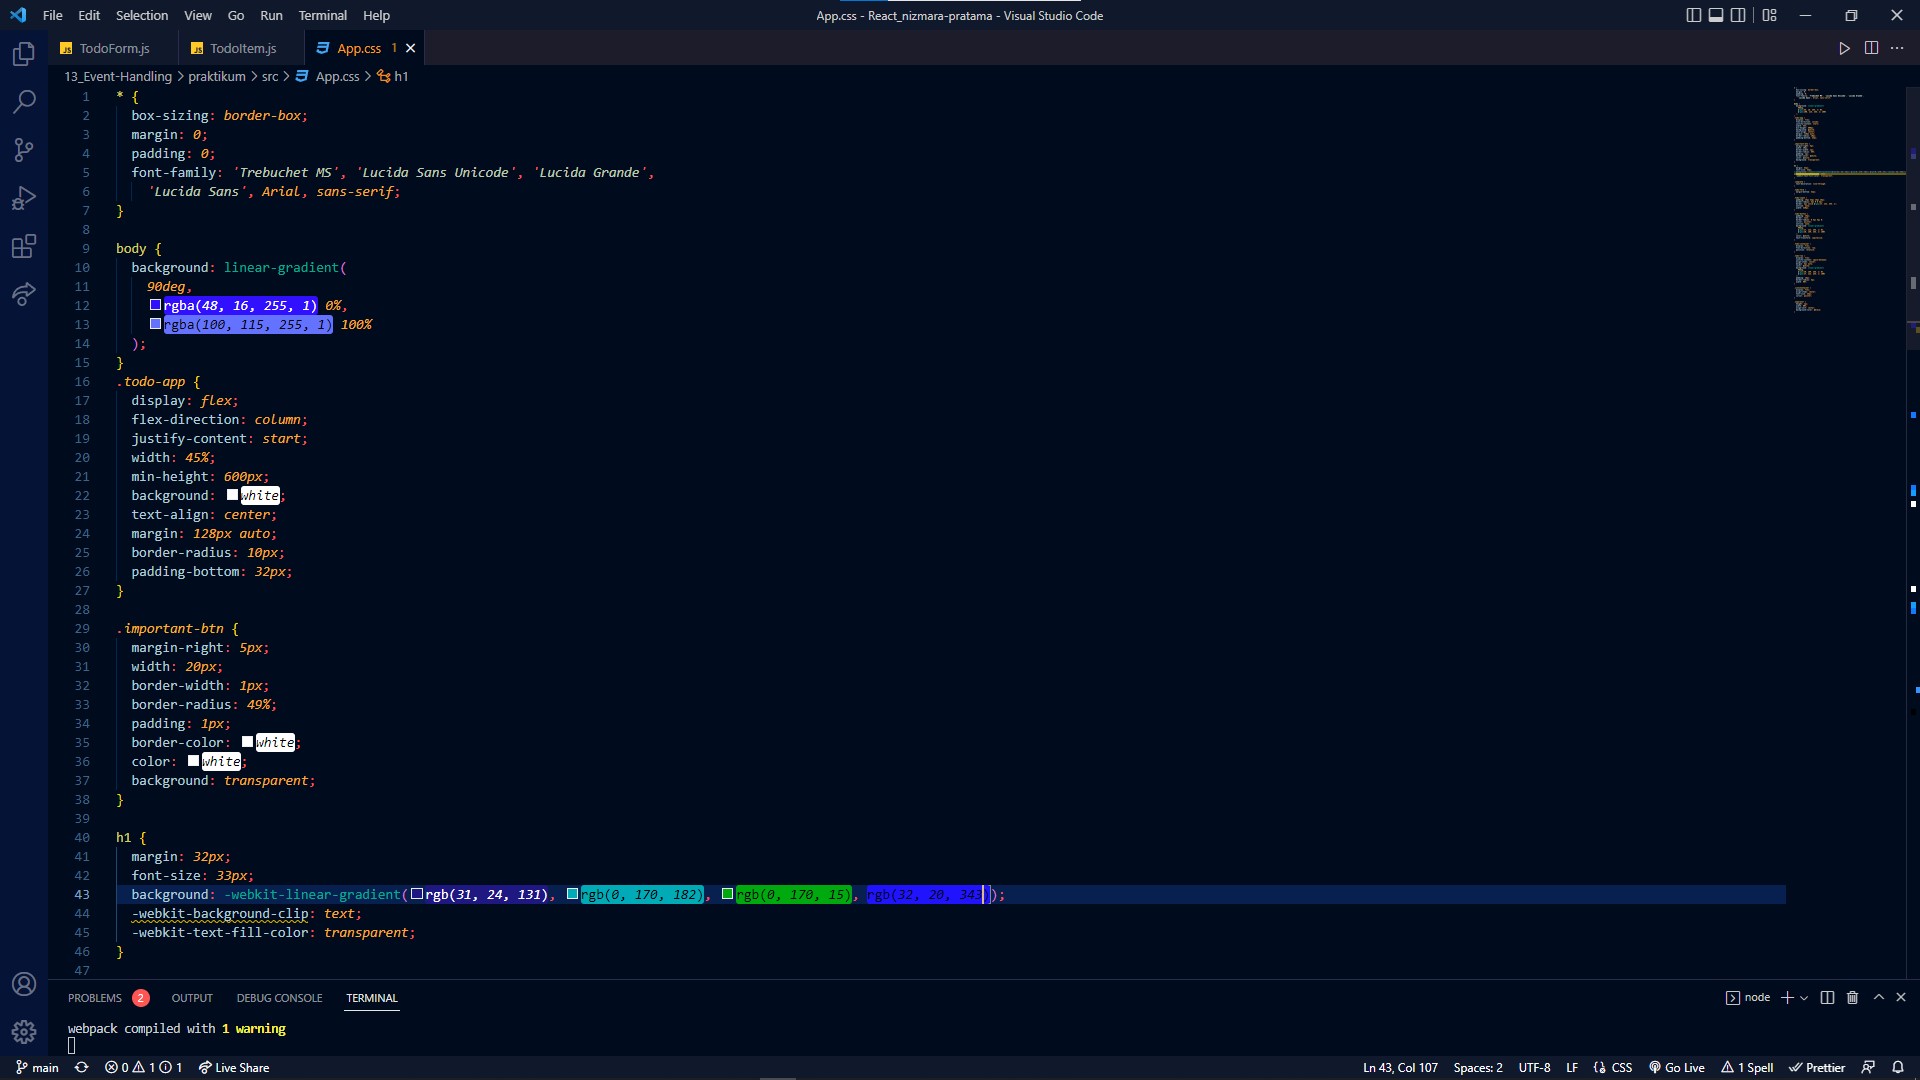 File Edit Selection View Go Run Terminal Help
App.css - React_nizmara-pratama - Visual Studio Code
TodoForm.js
TodoItem.js
App.css 1
13_Event-Handling > praktikum > src > App.css > h1
1 * {
2 box-sizing: border-box;
3 margin: 0;
4 padding: 0;
5 font-family: 'Trebuchet MS', 'Lucida Sans Unicode', 'Lucida Grande',
6 'Lucida Sans', Arial, sans-serif;
7 }
8
9 body {
10 background: linear-gradient(
11 90deg,
12 rgba(48, 16, 255, 1) 0%,
13 rgba(100, 115, 255, 1) 100%
14 );
15 }
16 .todo-app {
17 display: flex;
18 flex-direction: column;
19 justify-content: start;
20 width: 45%;
21 min-height: 600px;
22 background: white;
23 text-align: center;
24 margin: 128px auto;
25 border-radius: 10px;
26 padding-bottom: 32px;
27 }
28
29 .important-btn {
30 margin-right: 5px;
31 width: 20px;
32 border-width: 1px;
33 border-radius: 49%;
34 padding: 1px;
35 border-color: white;
36 color: white;
37 background: transparent;
38 }
39
40 h1 {
41 margin: 32px;
42 font-size: 33px;
43 background: -webkit-linear-gradient(rgb(31, 24, 131), rgb(0, 170, 182), rgb(0, 170, 15), rgb(32, 20, 343));
44 -webkit-background-clip: text;
45 -webkit-text-fill-color: transparent;
46 }
47
PROBLEMS 2 OUTPUT DEBUG CONSOLE TERMINAL
node
webpack compiled with 1 warning
main 0 1 1 Live Share
Ln 43, Col 107 Spaces: 2 UTF-8 LF CSS Go Live 1 Spell Prettier